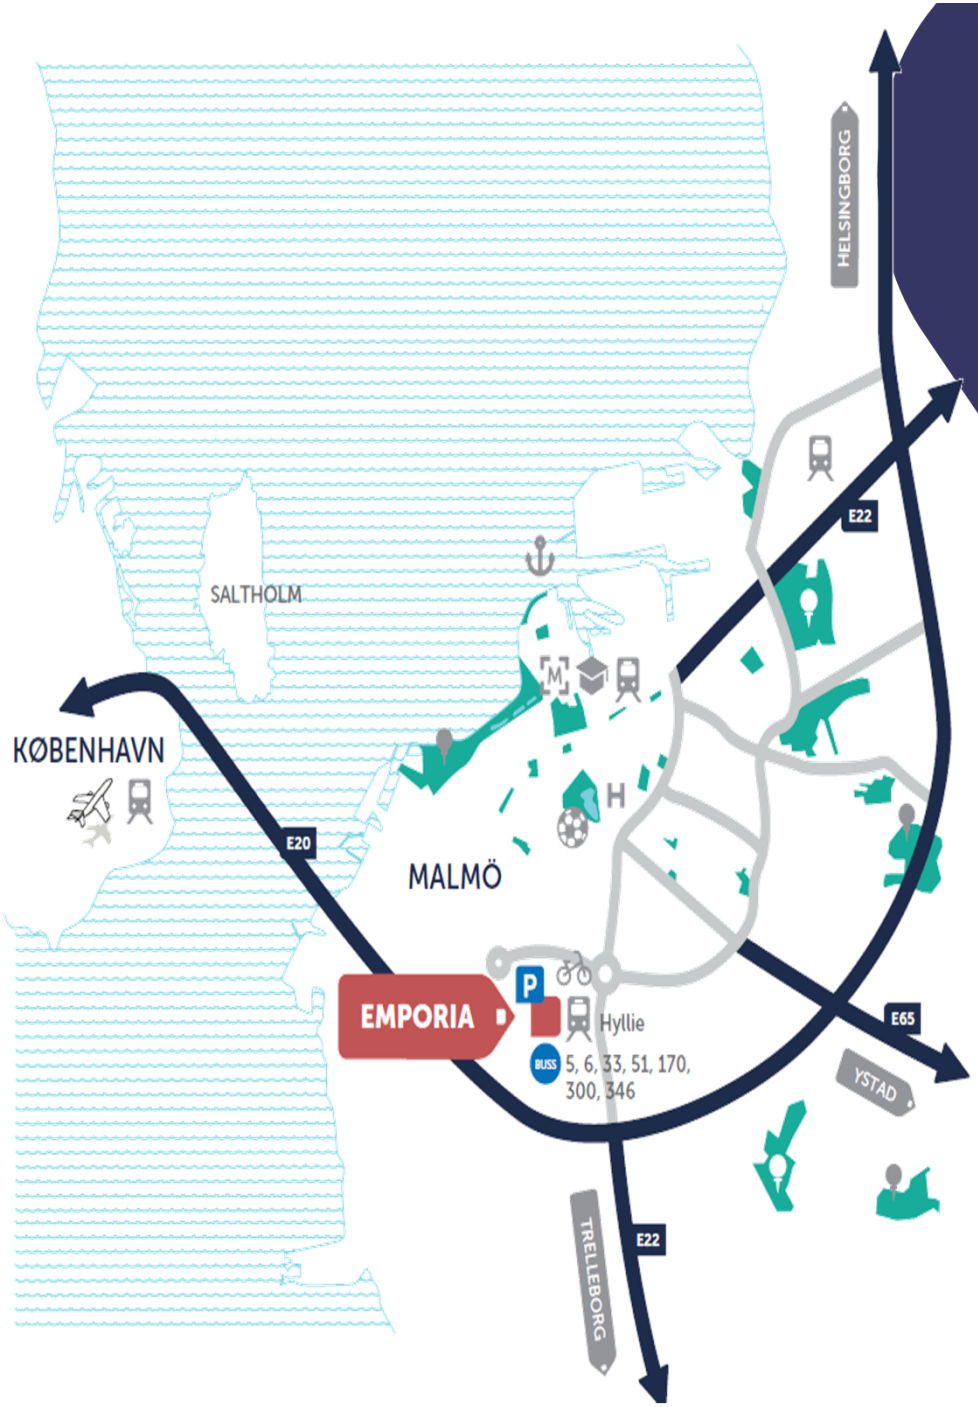 HELSINGBORG
E22
SALTHOLM
M
KØBENHAVN
H
E20
MALMÖ
P
EMPORIA
Hyllie
E65
BUSS
5, 6, 33, 51, 170,
300, 346
YSTAD
TRELLEBORG
E22